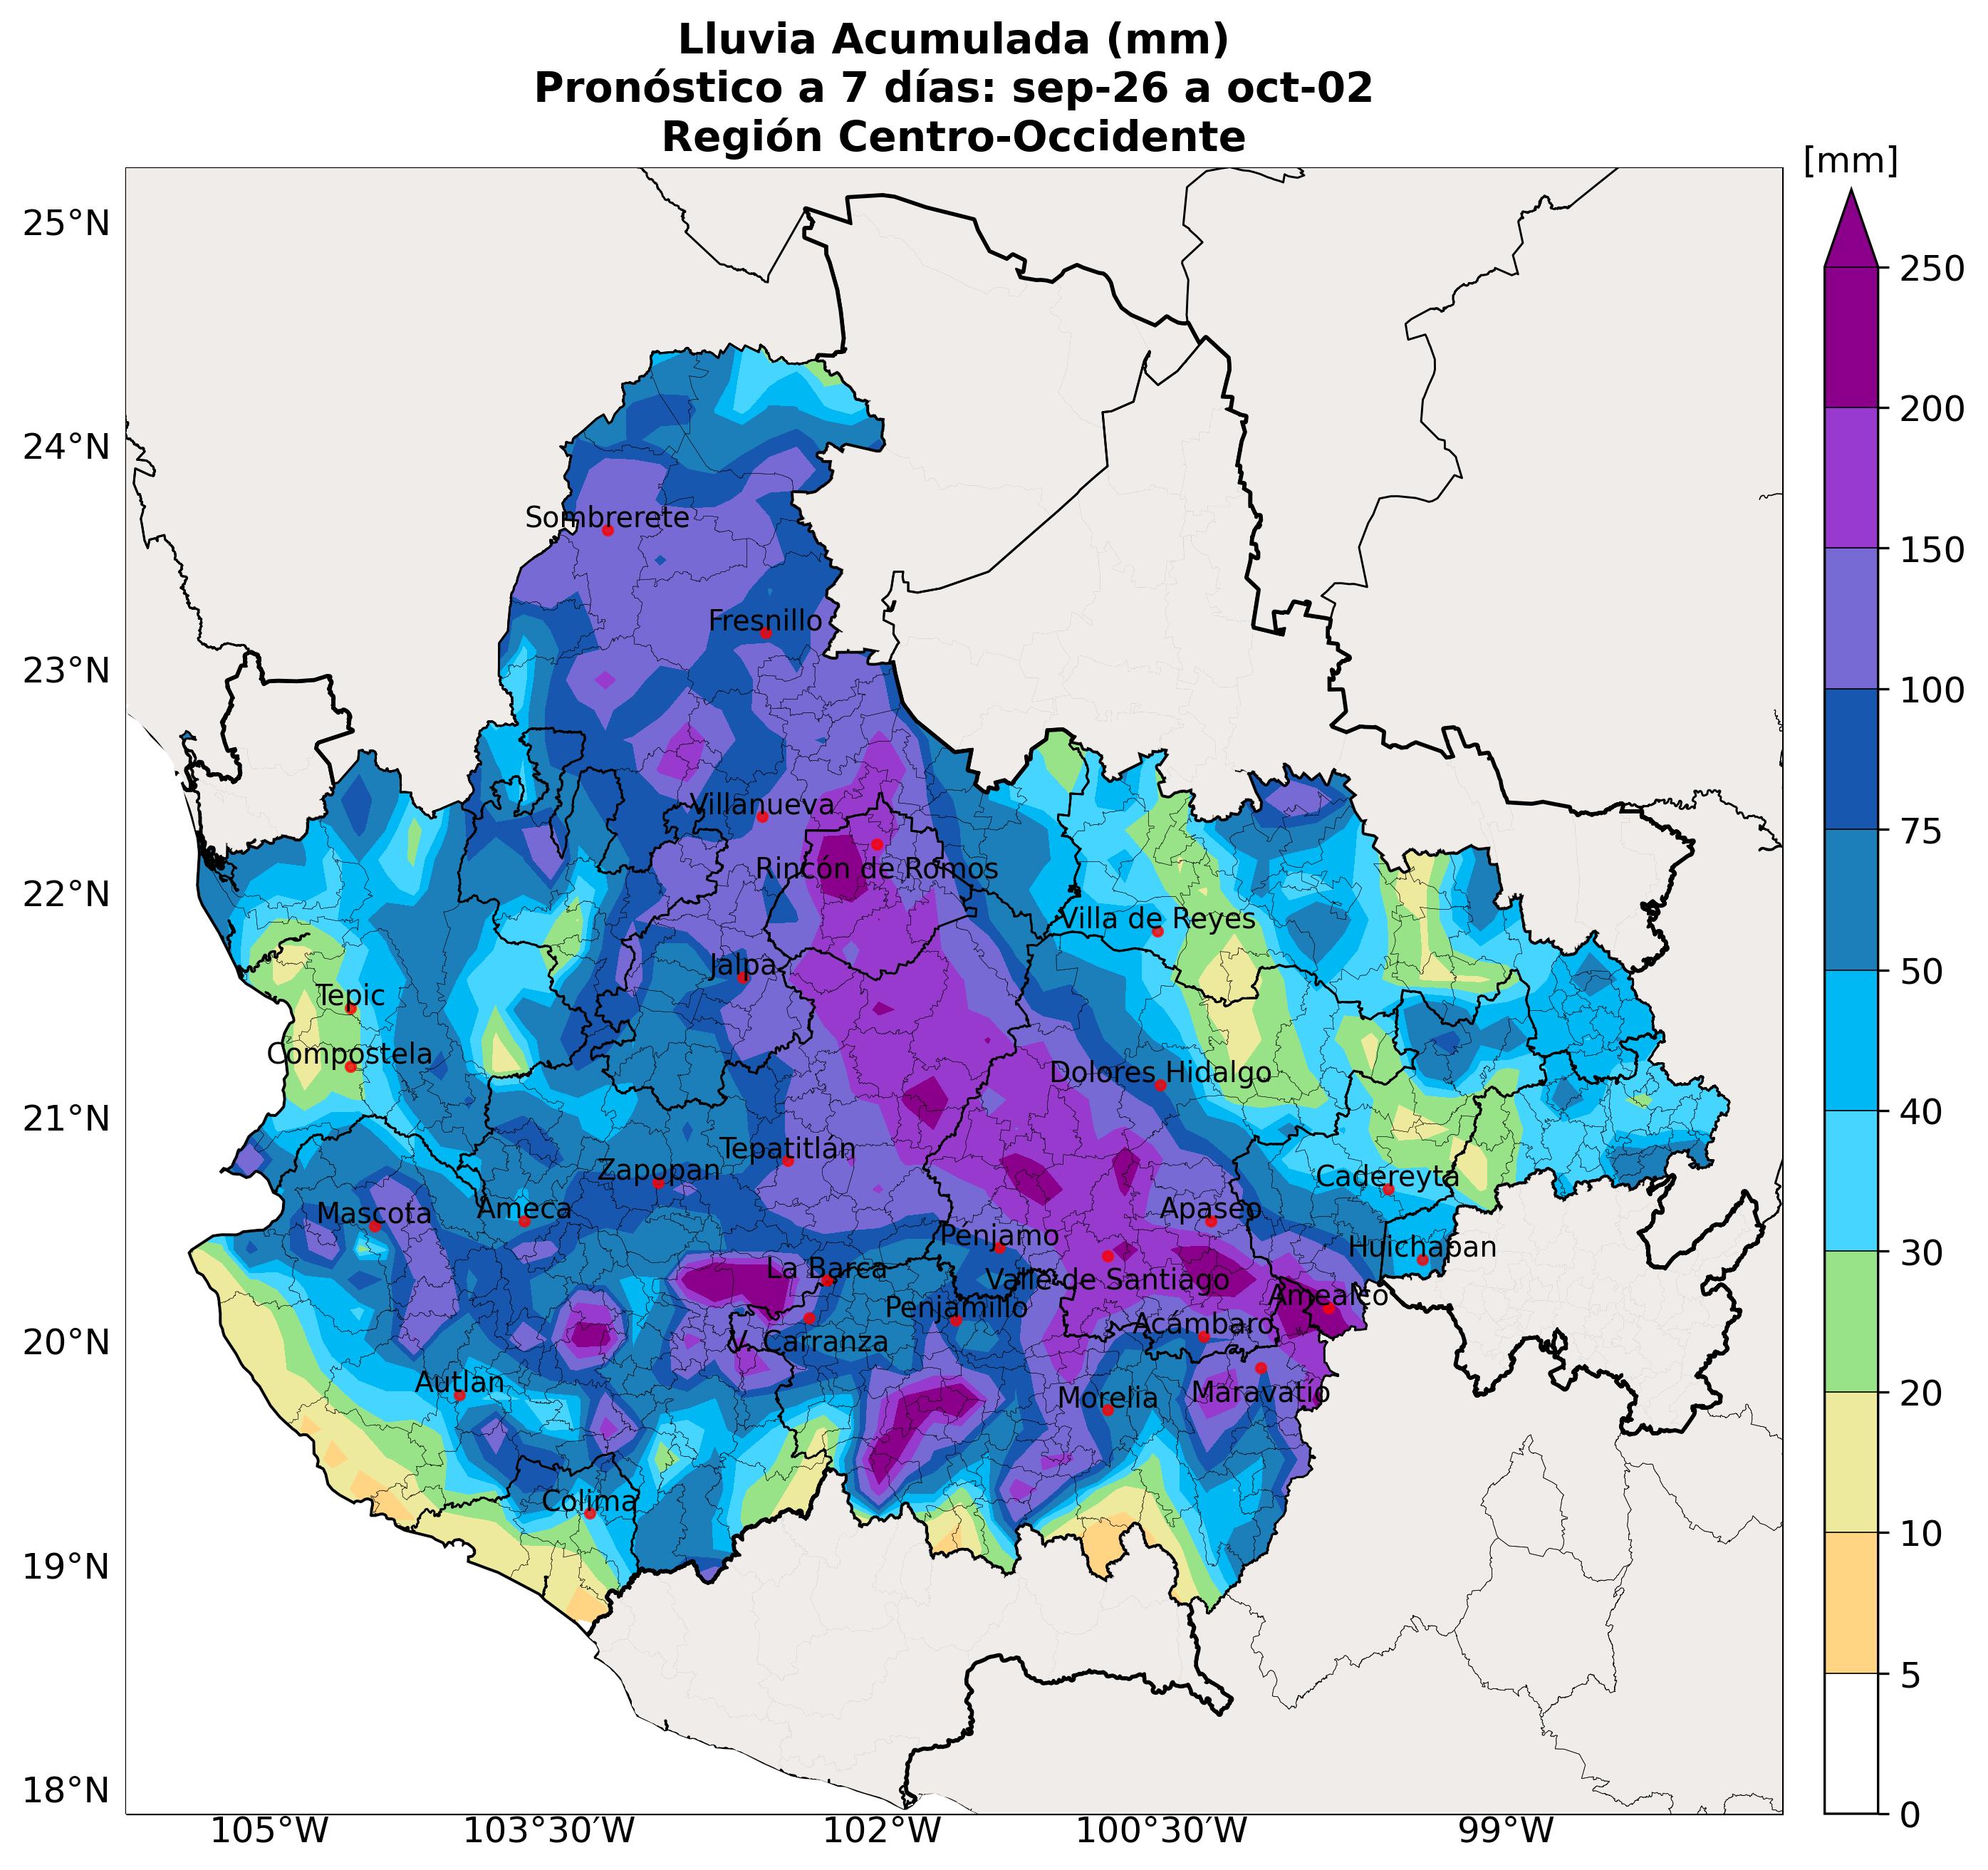 Lluvia Acumulada (mm)
Pronóstico a 7 días: sep-26 a oct-02
Región Centro-Occidente
[mm]
25°N
24°N
23°N
22°N
21°N
20°N
19°N
18°N
105°W
103°30'W
102°W
100°30'W
99°W
250
200
150
100
75
50
40
30
20
10
5
0
Sombrerete
Fresnillo
Villanueva
Rincón de Romos
Villa de Reyes
Jalpa
Tepic
Compostela
Dolores Hidalgo
Tepatitlán
Zapopan
Cadereyta
Ameca
Mascota
Apaseo
Penjamo
Huichapan
La Barca
Valle de Santiago
Amealco
Penjamillo
Acámbaro
V. Carranza
Autlan
Morelia
Maravatío
Colima